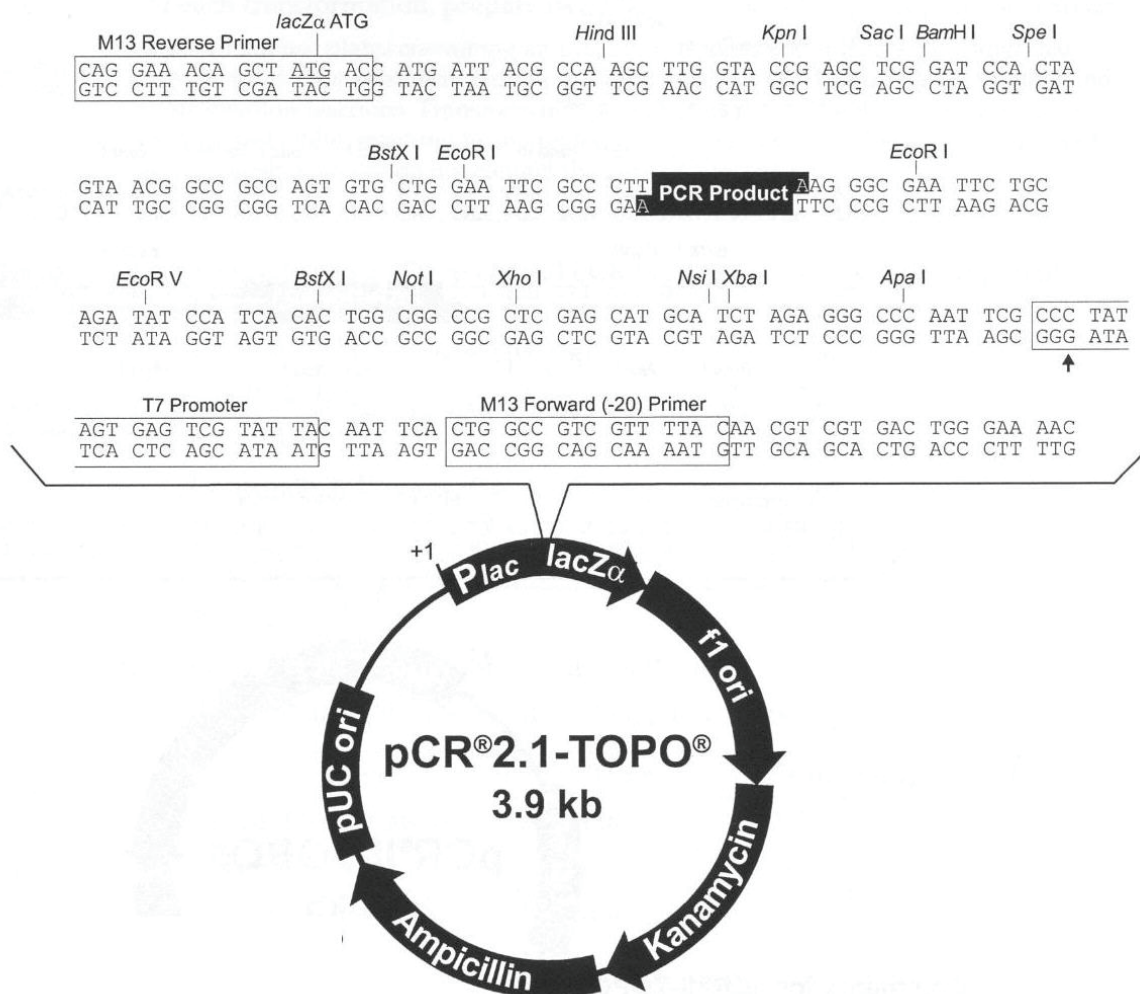 lacZα ATG
M13 Reverse Primer Hind III Kpn I Sac I BamH I Spe I
CAG GAA ACA GCT ATG ACC ATG ATT ACG CCA AGC TTG GTA CCG AGC TCG GAT CCA CTA
GTC CTT TGT CGA TAC TGG TAC TAA TGC GGT TCG AAC CAT GGC TCG AGC CTA GGT GAT
BstX I EcoR I EcoR I
GTA ACG GCC GCC AGT GTG CTG GAA TTC GCC CTT PCR Product AAG GGC GAA TTC TGC
CAT TGC CGG CGG TCA CAC GAC CTT AAG CGG GAA TTC CCG CTT AAG ACG
EcoR V BstX I Not I Xho I Nsi I Xba I Apa I
AGA TAT CCA TCA CAC TGG CGG CCG CTC GAG CAT GCA TCT AGA GGG CCC AAT TCG CCC TAT
TCT ATA GGT AGT GTG ACC GCC GGC GAG CTC GTA CGT AGA TCT CCC GGG TTA AGC GGG ATA
T7 Promoter M13 Forward (-20) Primer
AGT GAG TCG TAT TAC AAT TCA CTG GCC GTC GTT TTA CAA CGT CGT GAC TGG GAA AAC
TCA CTC AGC ATA ATG TTA AGT GAC CGG CAG CAA AAT GTT GCA GCA CTG ACC CTT TTG
+1
Plac lacZα
f1 ori
pUC ori
pCR®2.1-TOPO®
3.9 kb
Kanamycin
Ampicillin